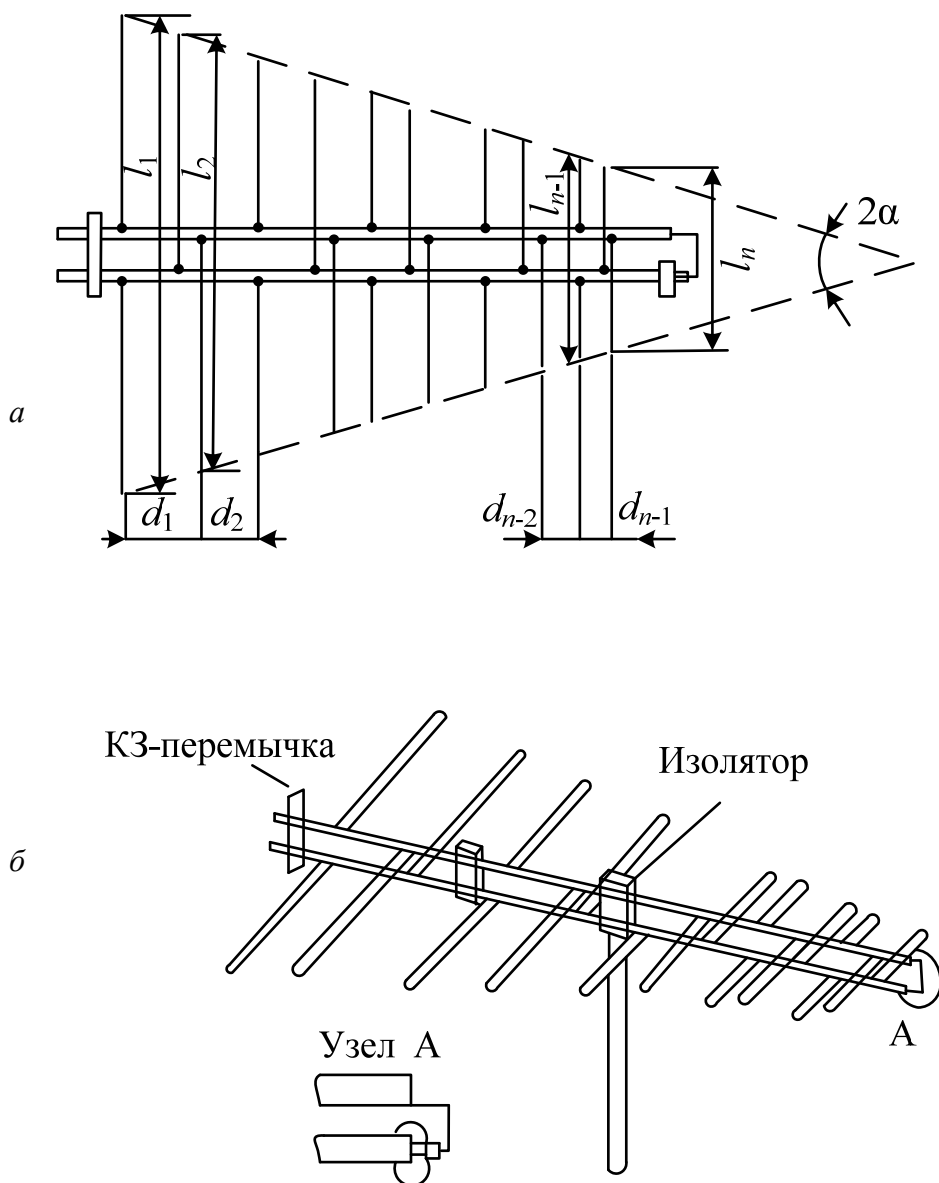 l1
l2
ln-1
ln
2α
а
d1
d2
dn-2
dn-1
КЗ-перемычка
Изолятор
б
А
Узел А